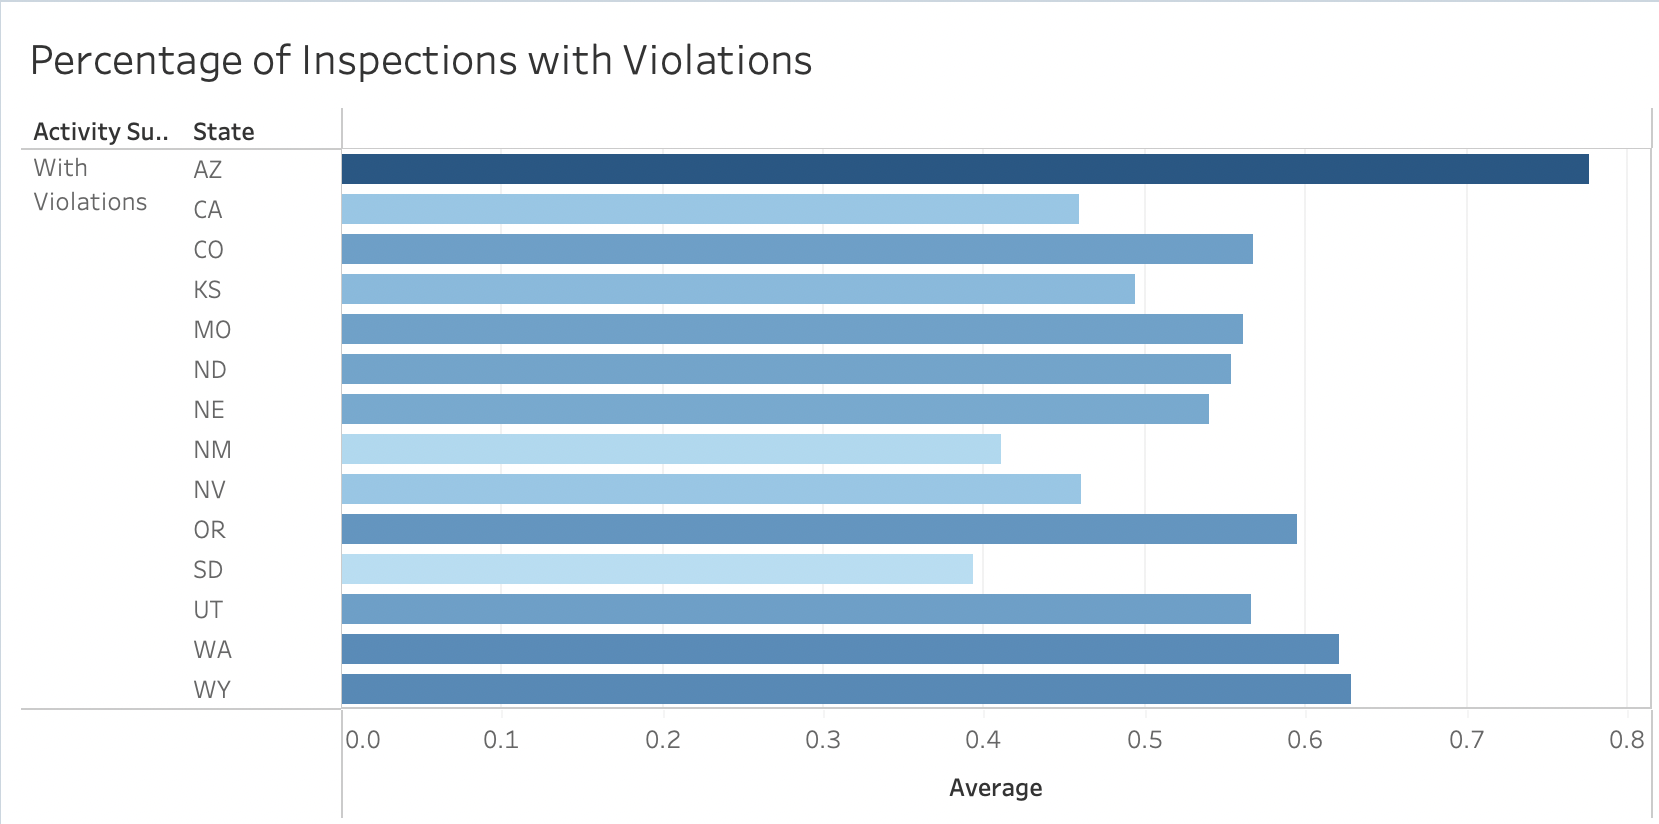 Percentage of Inspections with Violations
Activity Su.. State
With
Violations
AZ
CA
CO
KS
MO
ND
NE
NM
NV
OR
SD
UT
WA
WY
0.0 0.1 0.2 0.3 0.4 0.5 0.6 0.7 0.8
Average